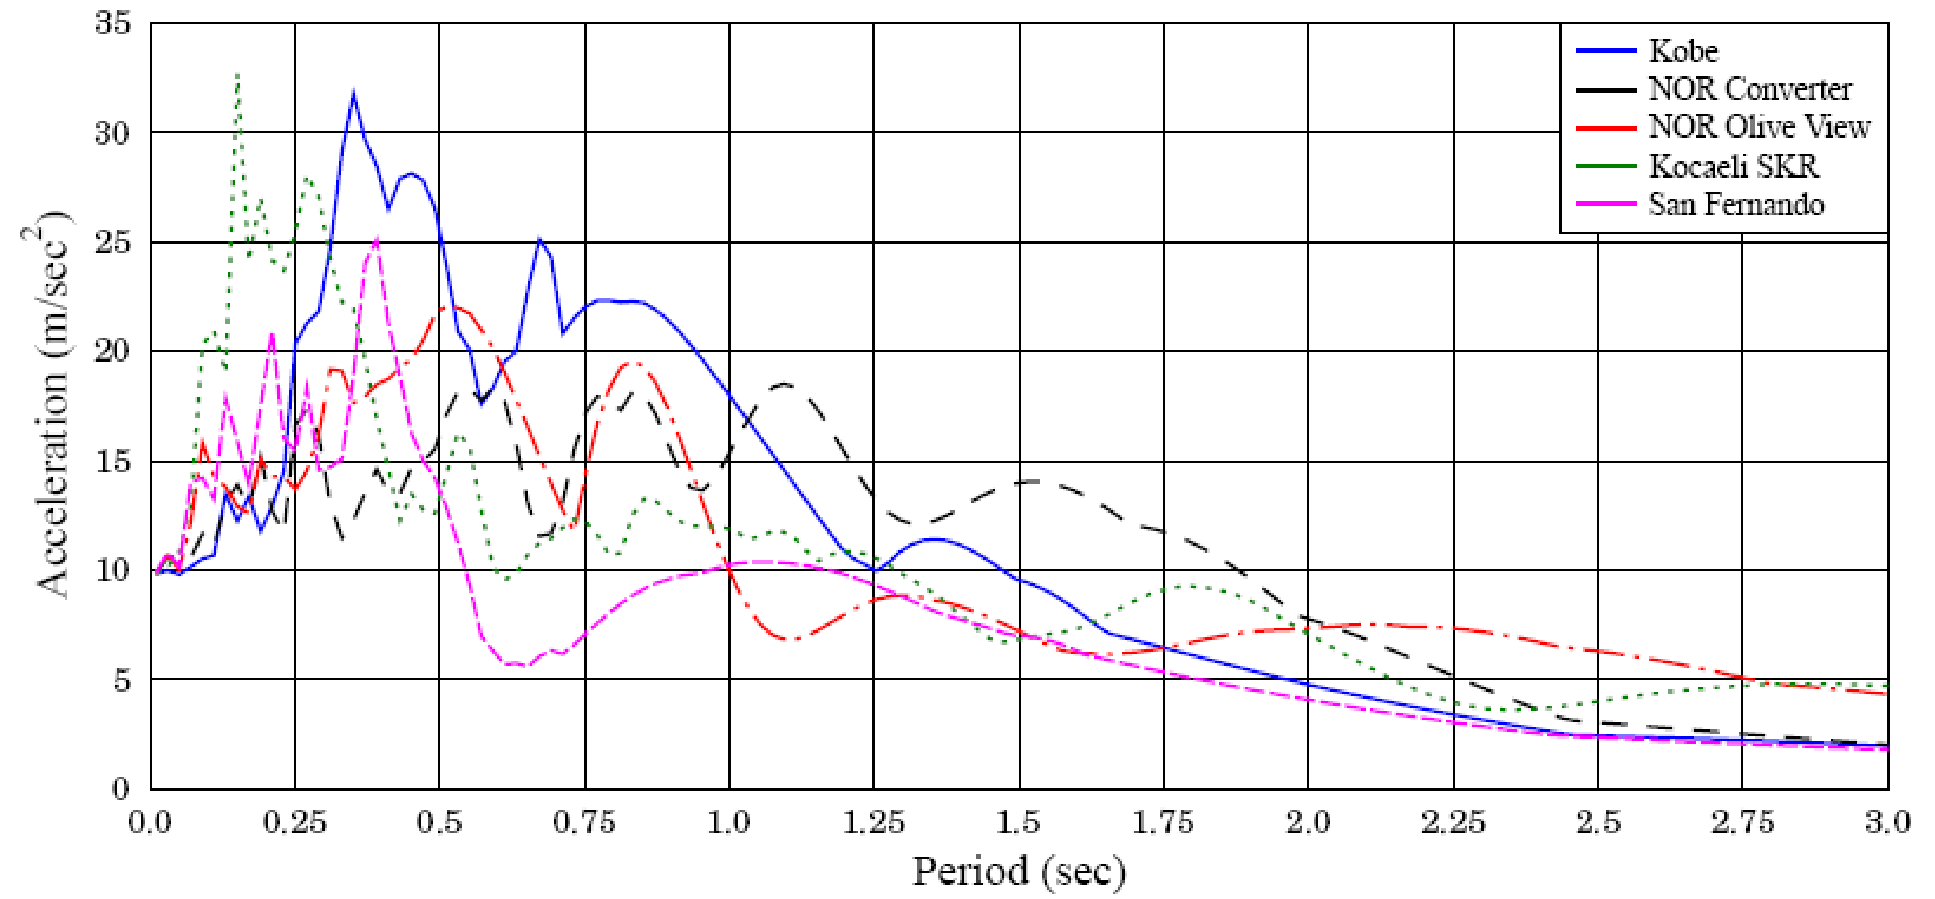 35
30
25
20
15
10
5
0
Acceleration (m/sec²)
0.0 0.25 0.5 0.75 1.0 1.25 1.5 1.75 2.0 2.25 2.5 2.75 3.0
Period (sec)
Kobe
NOR Converter
NOR Olive View
Kocaeli SKR
San Fernando